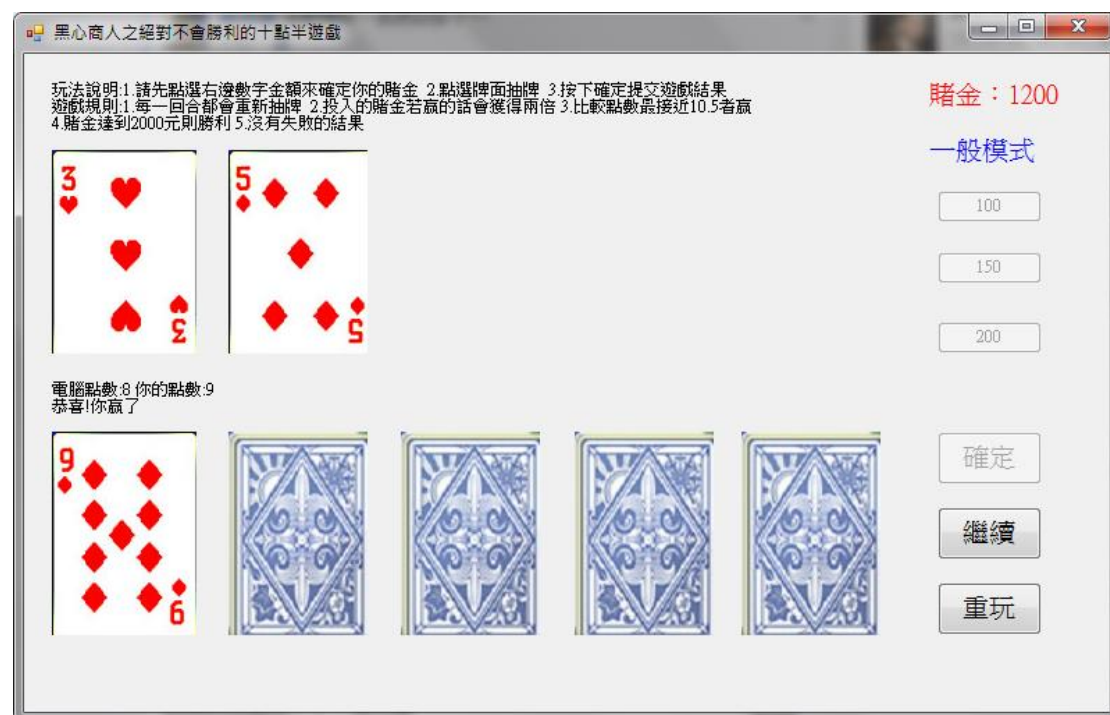 黑心商人之絕對不會勝利的十點半遊戲
玩法說明:1.請先點選右邊數字金額來確定你的賭金 2.點選牌面抽牌 3.按下確定提交遊戲結果
遊戲規則:1.每一回合都會重新抽牌 2.投入的賭金若贏的話會獲得兩倍 3.比較點數最接近10.5者贏
4.賭金達到2000元則勝利 5.沒有失敗的結果
賭金：1200
一般模式
100
150
200
3
3
5
5
電腦點數:8 你的點數:9
恭喜!你贏了
9
9
確定
繼續
重玩